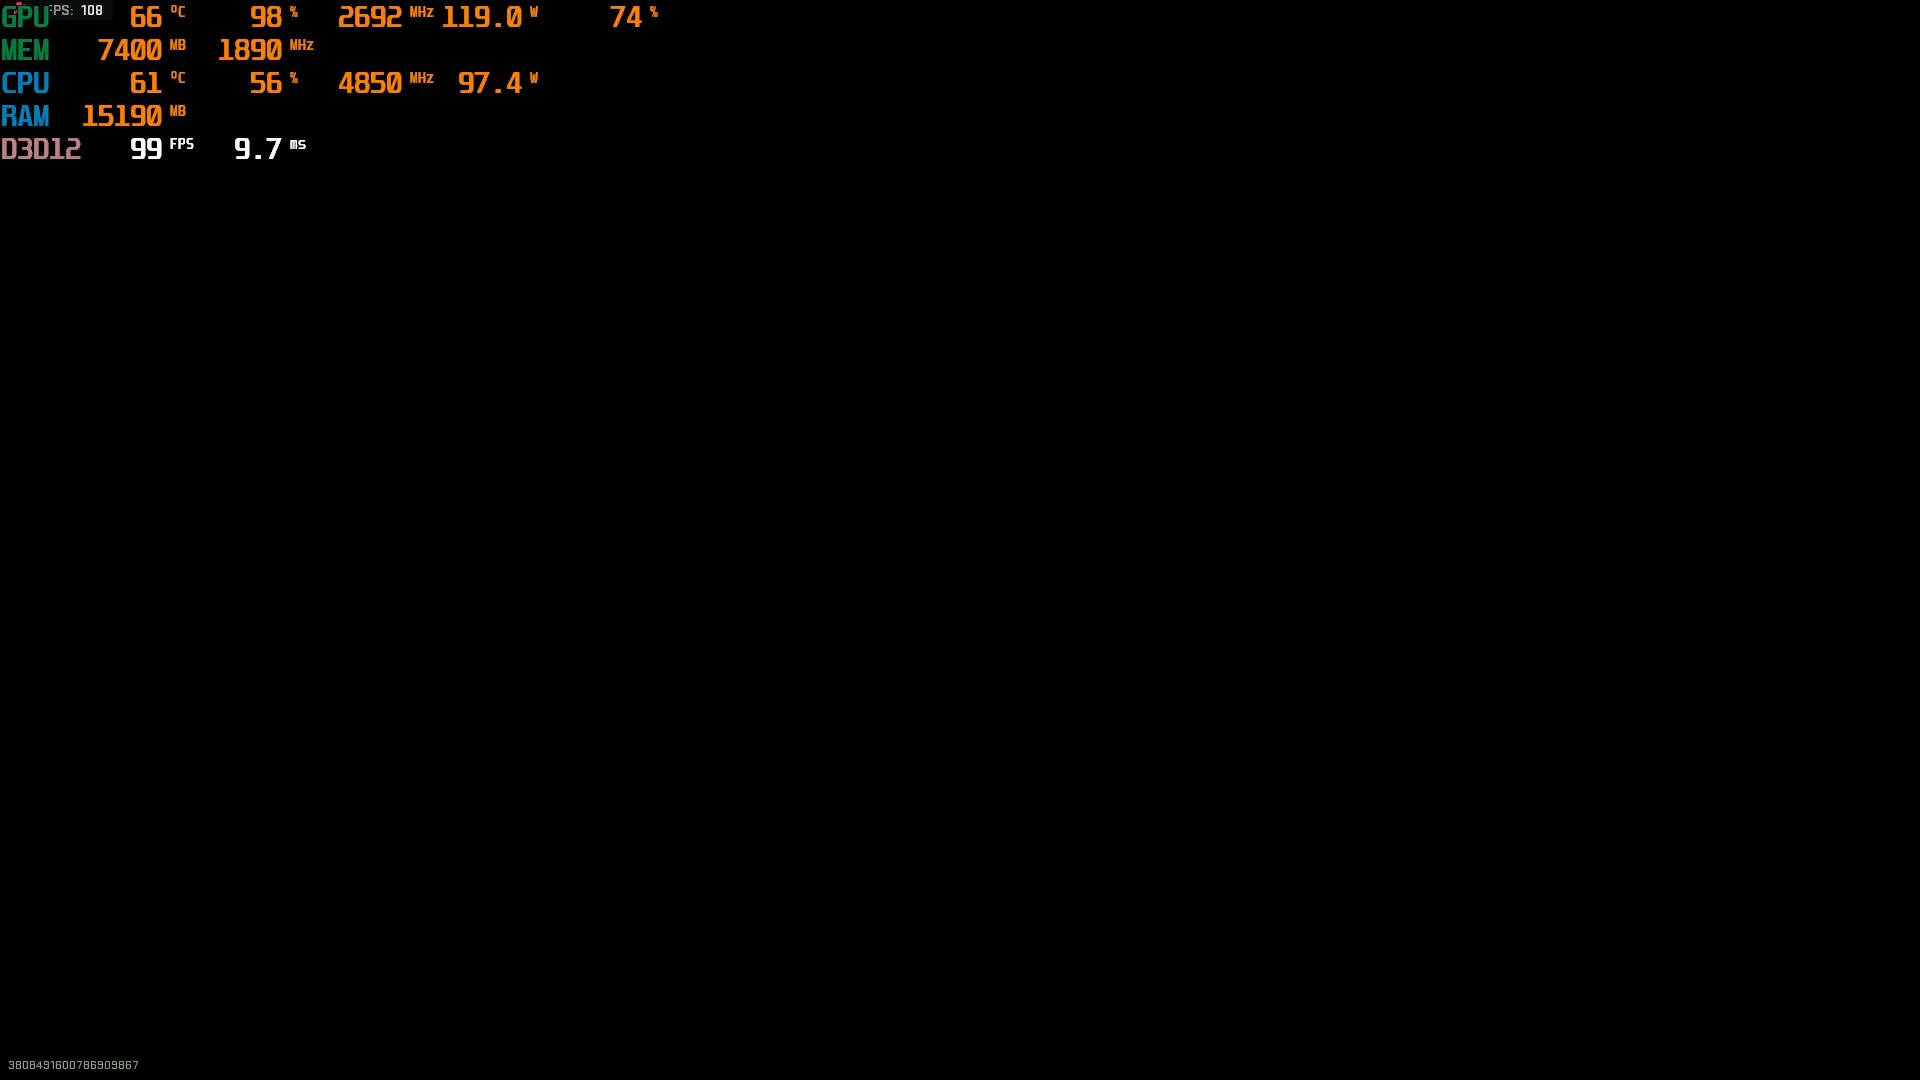 GPU FPS: 108 66 °C 98 % 2692 MHz 119.0 W 74 %
MEM 7400 MB 1890 MHz
CPU 61 °C 56 % 4850 MHz 97.4 W
RAM 15190 MB
D3D12 99 FPS 9.7 ms
3808491600786909867